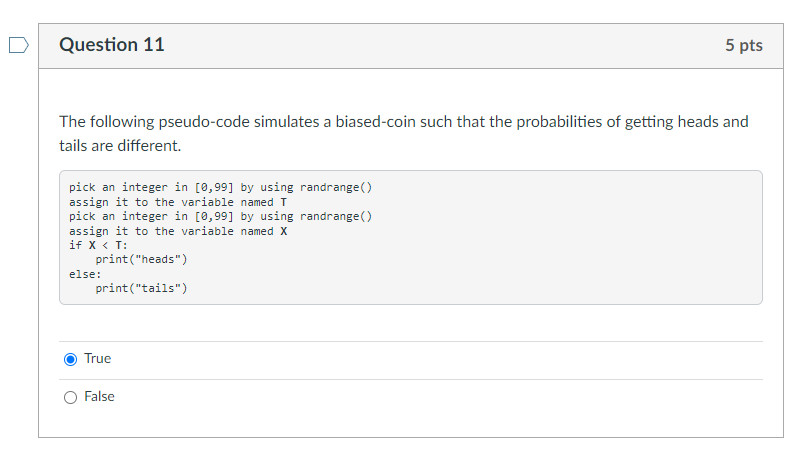 Question 11
5 pts
The following pseudo-code simulates a biased-coin such that the probabilities of getting heads and
tails are different.
pick an integer in [0,99] by using randrange()
assign it to the variable named T
pick an integer in [0,99] by using randrange()
assign it to the variable named X
if X < T:
    print("heads")
else:
    print("tails")
True
False